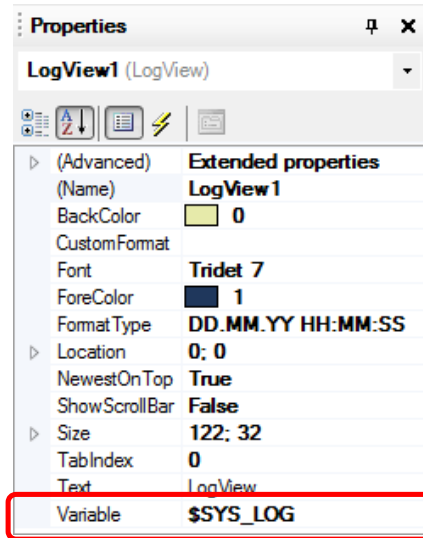 Properties
LogView1 (LogView)
(Advanced) Extended properties
(Name) LogView1
BackColor 0
CustomFormat
Font Tridet 7
ForeColor 1
FormatType DD.MM.YY HH:MM:SS
Location 0; 0
NewestOnTop True
ShowScrollBar False
Size 122; 32
TabIndex 0
Text LogView
Variable $SYS_LOG